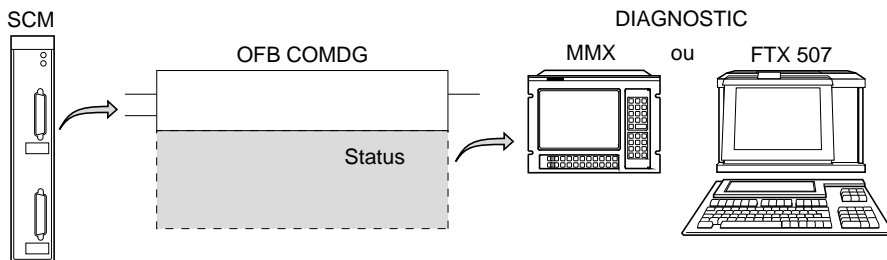 SCM
DIAGNOSTIC
OFB COMDG
MMX ou FTX 507
Status